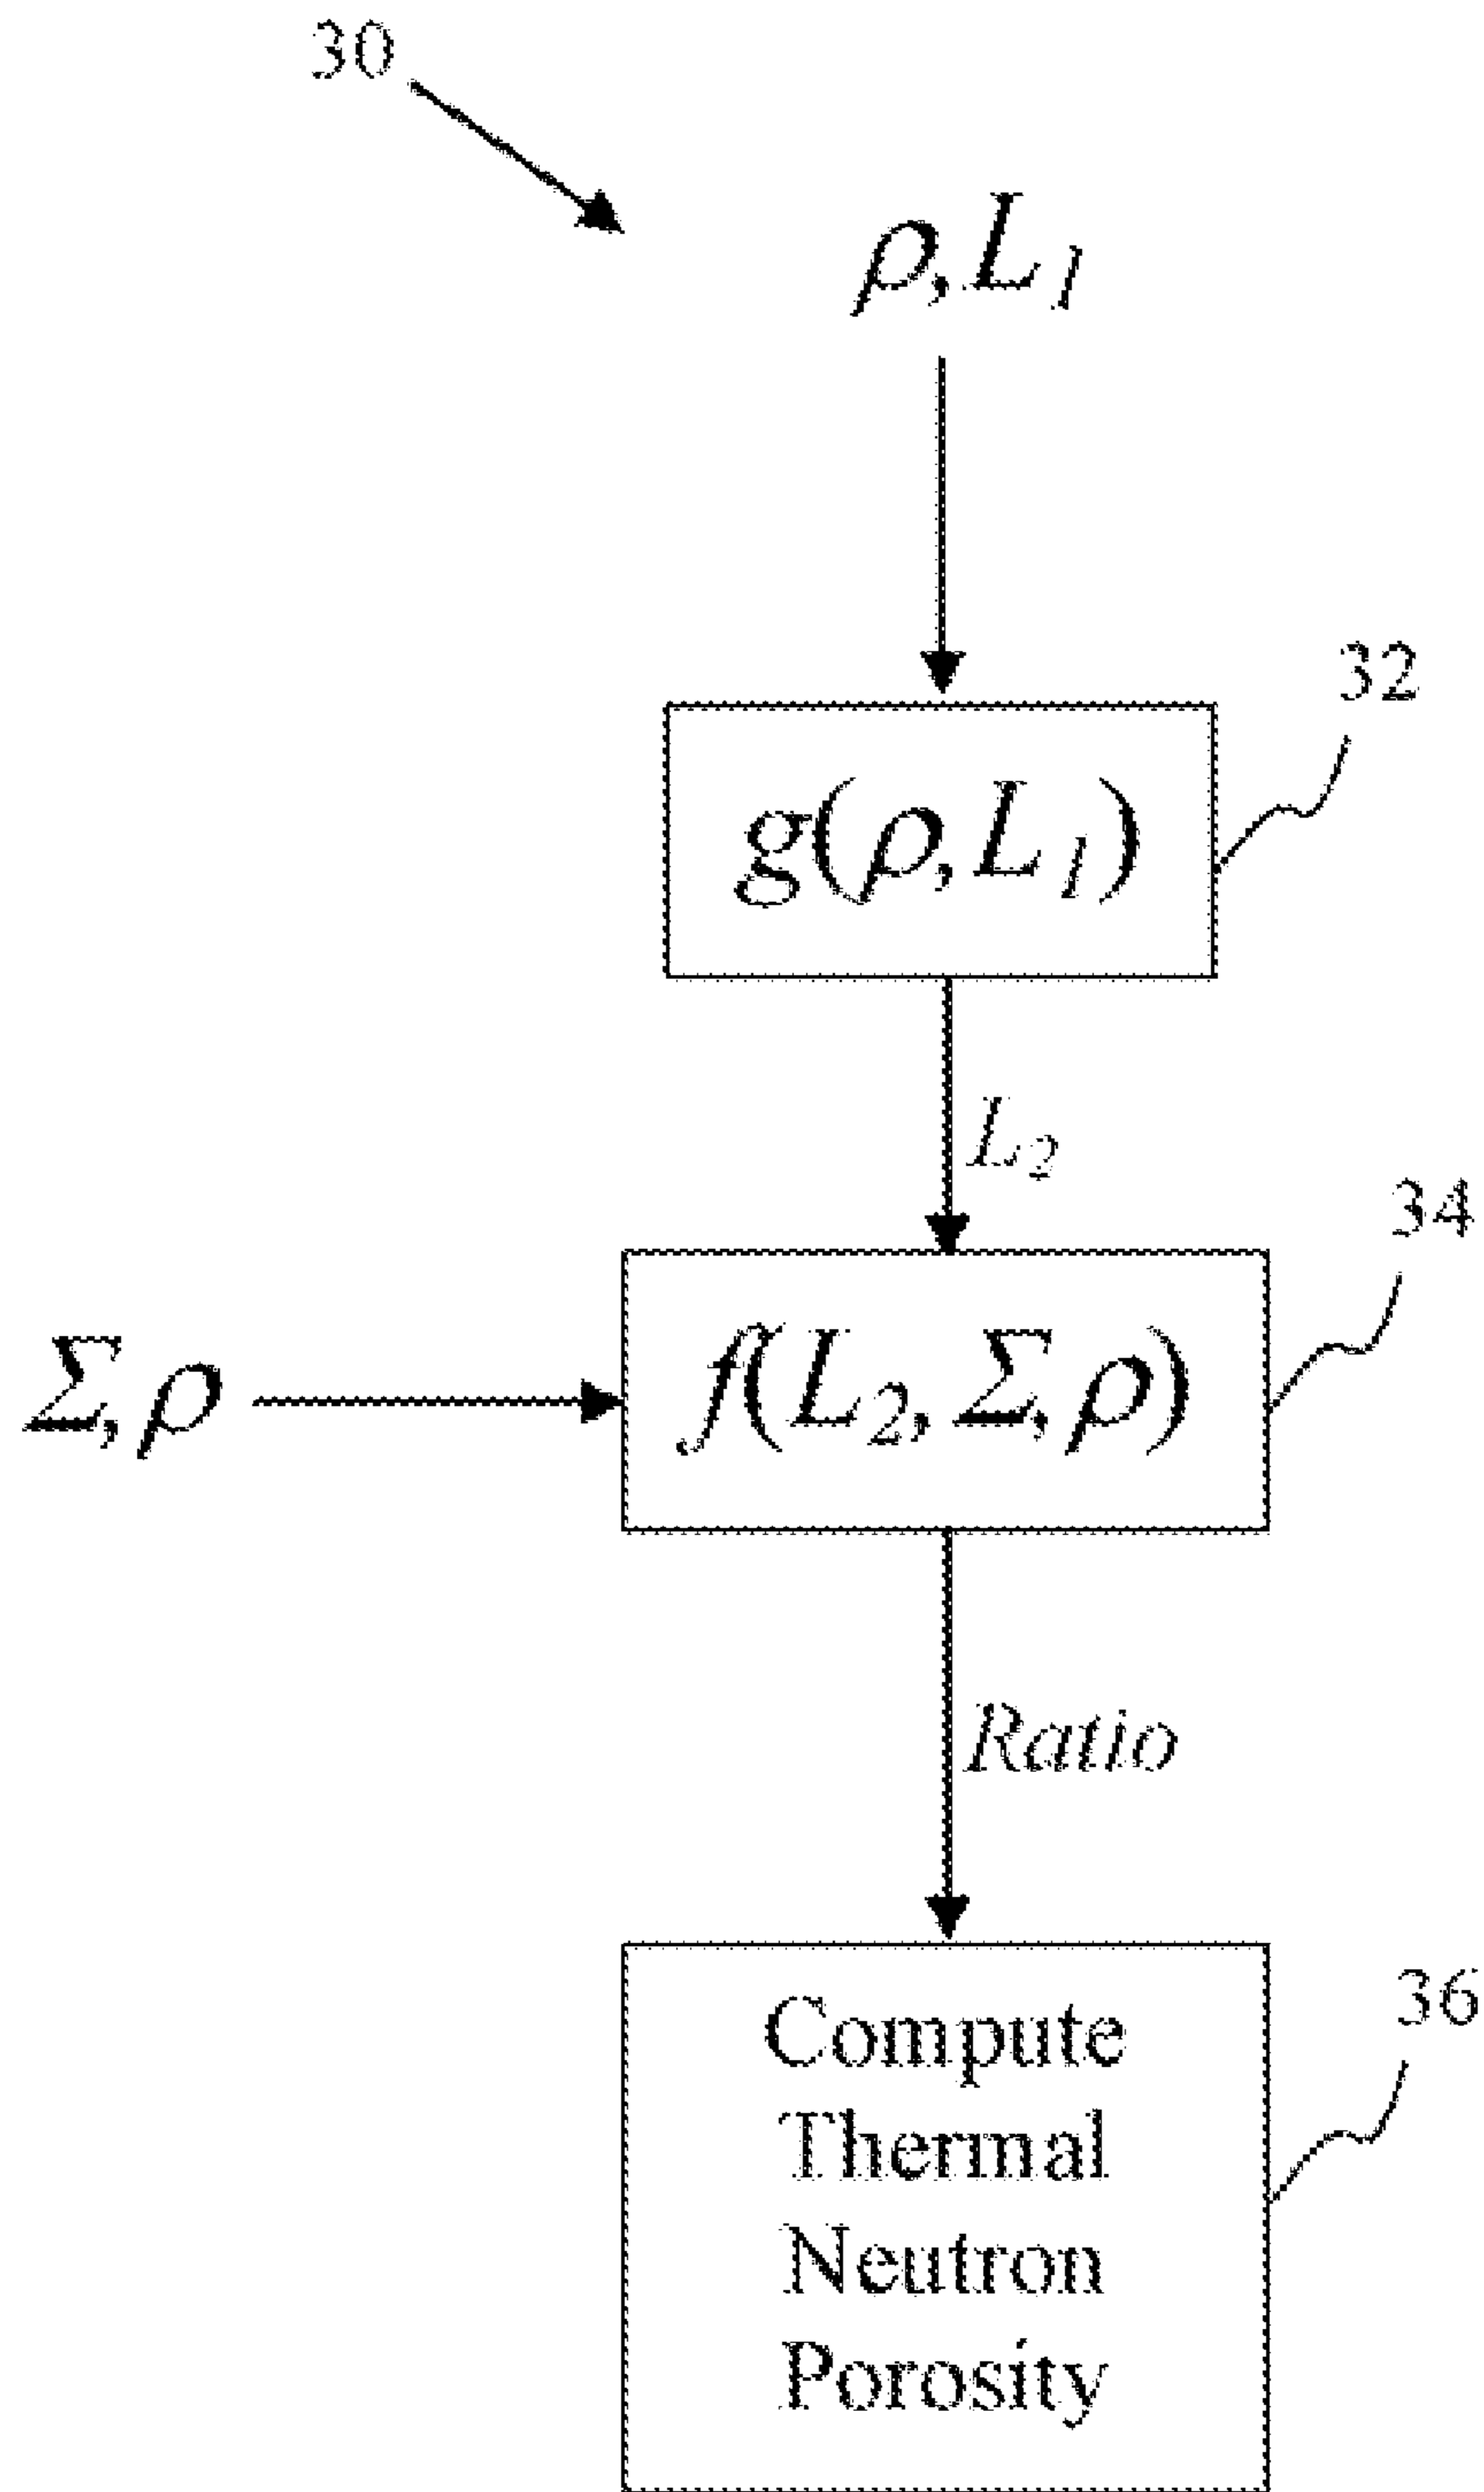 30
ρ, L₁
32
g(ρ, L₁)
L₂
34
Σ, ρ
f(L₂, Σ, ρ)
Ratio
36
Compute
Thermal
Neutron
Porosity